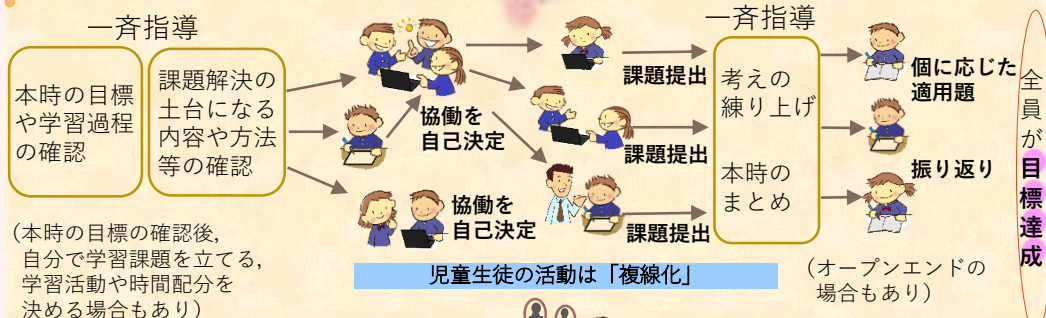 一斉指導
本時の目標
や学習過程
の確認
課題解決の
土台になる
内容や方法
等の確認
(本時の目標の確認後,
自分で学習課題を立てる,
学習活動や時間配分を
決める場合もあり)
協働を
自己決定
協働を
自己決定
課題提出
課題提出
課題提出
児童生徒の活動は「複線化」
一斉指導
考えの
練り上げ
本時の
まとめ
(オープンエンドの
場合もあり)
個に応じた
適用題
振り返り
全員が目標達成